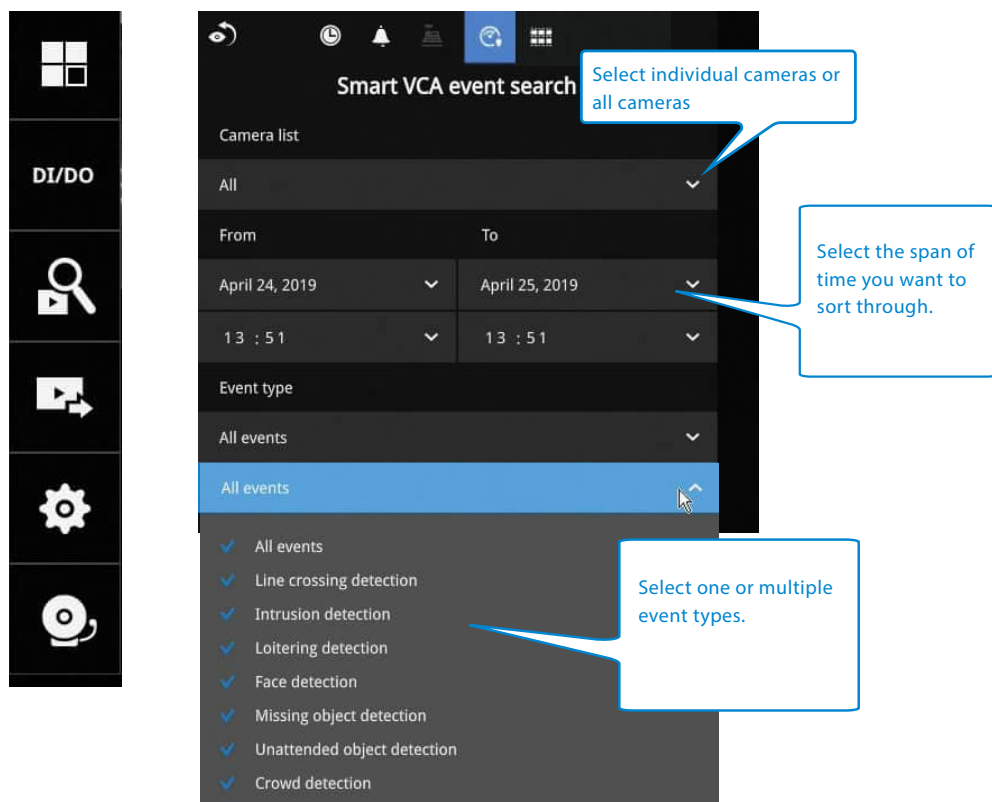 DI/DO
Smart VCA event search
Select individual cameras or
all cameras
Camera list
All
From
To
April 24, 2019
April 25, 2019
13 : 51
13 : 51
Select the span of
time you want to
sort through.
Event type
All events
All events
All events
Line crossing detection
Intrusion detection
Loitering detection
Face detection
Missing object detection
Unattended object detection
Crowd detection
Select one or multiple
event types.